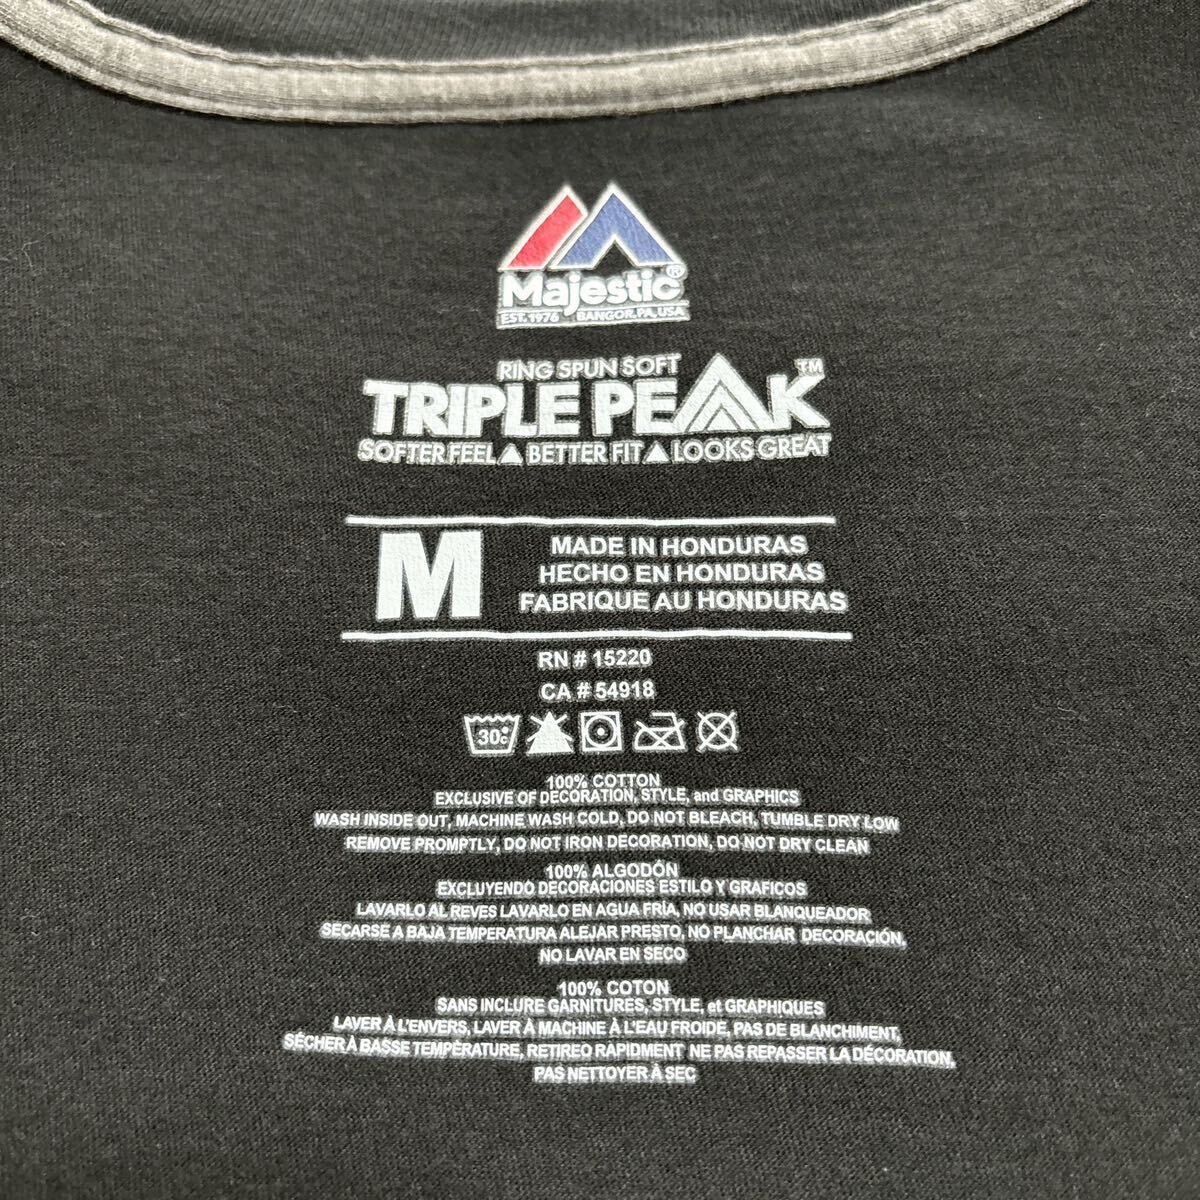 Majestic®
EST. 1976 BANGOR, PA, USA
RING SPUN SOFT
TRIPLE PEAK™
SOFTER FEEL▲BETTER FIT▲LOOKS GREAT
M
MADE IN HONDURAS
HECHO EN HONDURAS
FABRIQUE AU HONDURAS
RN # 15220
CA # 54918
30c
100% COTTON
EXCLUSIVE OF DECORATION, STYLE, and GRAPHICS
WASH INSIDE OUT, MACHINE WASH COLD, DO NOT BLEACH, TUMBLE DRY LOW
REMOVE PROMPTLY, DO NOT IRON DECORATION, DO NOT DRY CLEAN
100% ALGODÓN
EXCLUYENDO DECORACIONES ESTILO Y GRAFICOS
LAVARLO AL REVES LAVARLO EN AGUA FRÍA, NO USAR BLANQUEADOR
SECARSE A BAJA TEMPERATURA ALEJAR PRESTO, NO PLANCHAR DECORACIÓN,
NO LAVAR EN SECO
100% COTON
SANS INCLURE GARNITURES, STYLE, et GRAPHIQUES
LAVER À L'ENVERS, LAVER À MACHINE À L'EAU FROIDE, PAS DE BLANCHIMENT,
SÉCHER À BASSE TEMPÉRATURE, RETIREO RAPIDMENT NE PAS REPASSER LA DÉCORATION,
PAS NETTOYER À SEC